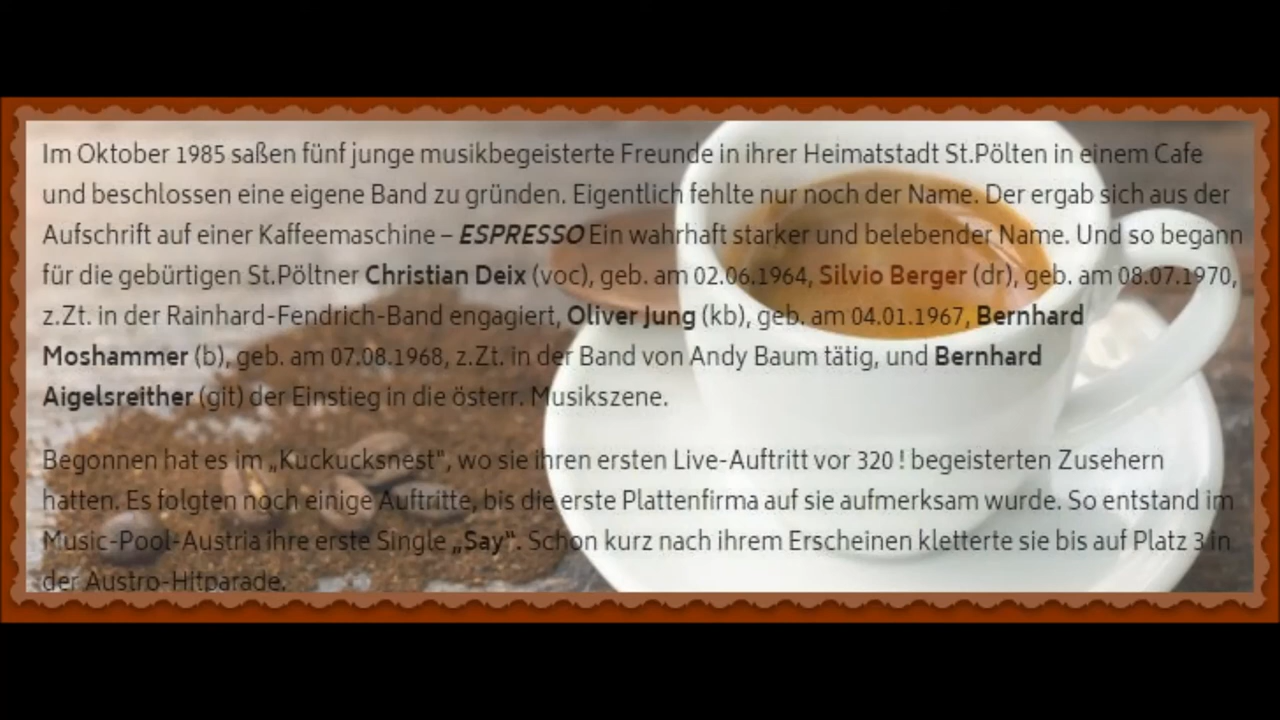 Im Oktober 1985 saßen fünf junge musikbegeisterte Freunde in ihrer Heimatstadt St.Pölten in einem Cafe
und beschlossen eine eigene Band zu gründen. Eigentlich fehlte nur noch der Name. Der ergab sich aus der
Aufschrift auf einer Kaffeemaschine – ESPRESSO Ein wahrhaft starker und belebender Name. Und so begann
für die gebürtigen St.Pöltner Christian Deix (voc), geb. am 02.06.1964, Silvio Berger (dr), geb. am 08.07.1970,
z.Zt. in der Rainhard-Fendrich-Band engagiert, Oliver Jung (kb), geb. am 04.01.1967, Bernhard
Moshammer (b), geb. am 07.08.1968, z.Zt. in der Band von Andy Baum tätig, und Bernhard
Aigelsreither (git) der Einstieg in die österr. Musikszene.
Begonnen hat es im „Kuckucksnest“, wo sie ihren ersten Live-Auftritt vor 320 ! begeisterten Zusehern
hatten. Es folgten noch einige Auftritte, bis die erste Plattenfirma auf sie aufmerksam wurde. So entstand im
Music-Pool-Austria ihre erste Single „Say“. Schon kurz nach ihrem Erscheinen kletterte sie bis auf Platz 3 in
der Austro-Hitparade.